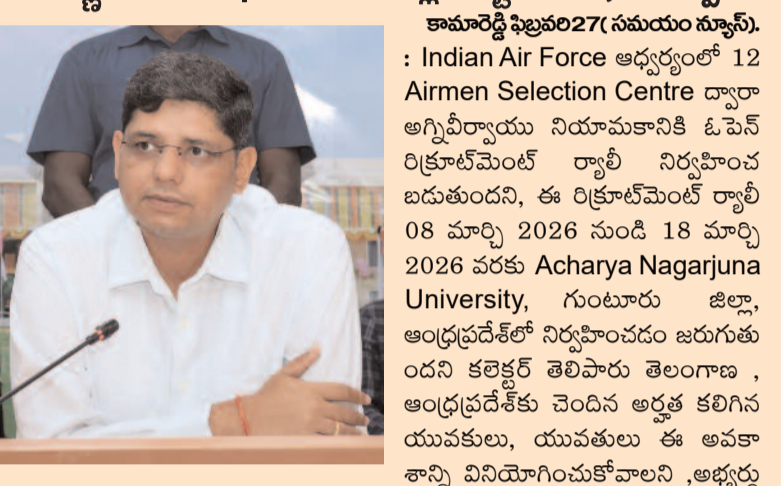 కామారెడ్డి ఫిబ్రవరి27( సమయం న్యూస్).
: Indian Air Force ఆధ్వర్యంలో 12
Airmen Selection Centre ద్వారా
అగ్నివీర్వాయు నియామకానికి ఓపెన్
రిక్రూట్‌మెంట్ ర్యాలీ నిర్వహించ
బడుతుందని, ఈ రిక్రూట్‌మెంట్ ర్యాలీ
08 మార్చి 2026 నుండి 18 మార్చి
2026 వరకు Acharya Nagarjuna
University, గుంటూరు జిల్లా,
ఆంధ్రప్రదేశ్‌లో నిర్వహించడం జరుగుతు
ందని కలెక్టర్ తెలిపారు తెలంగాణ ,
ఆంధ్రప్రదేశ్‌కు చెందిన అర్హత కలిగిన
యువకులు, యువతులు ఈ అవకా
శాన్ని వినియోగించుకోవాలని ,అభ్యర్థు